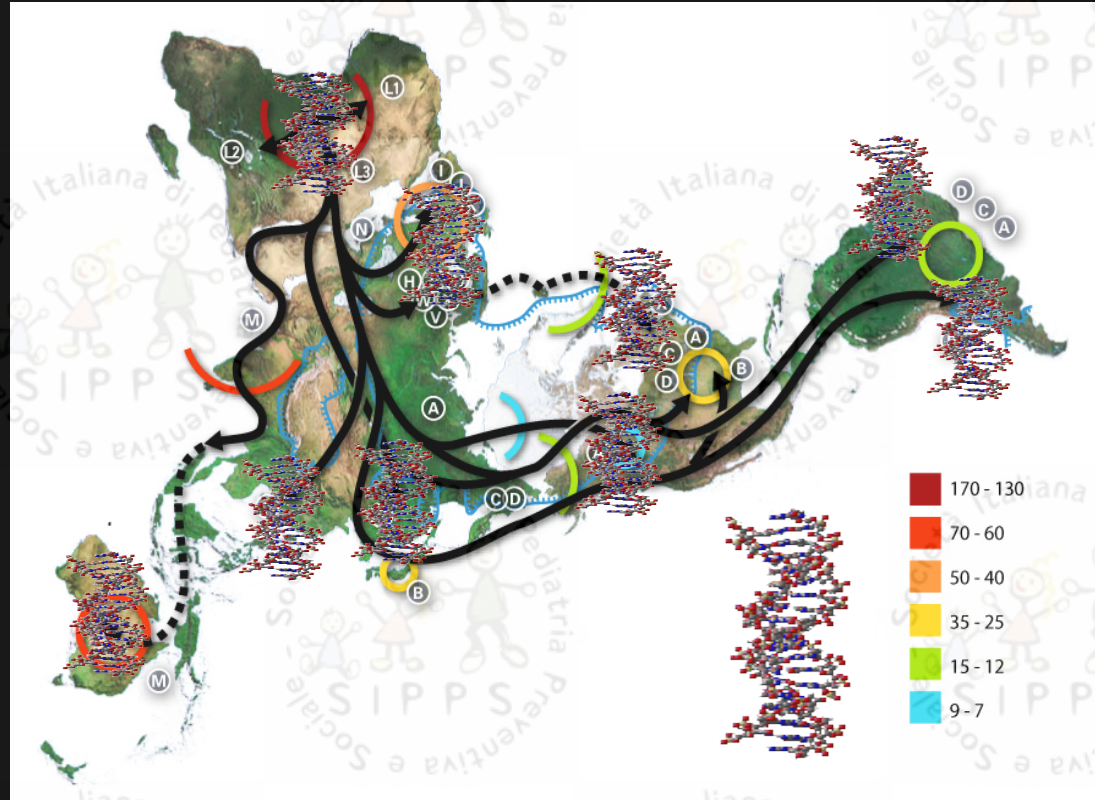 L1
L2
L3
I
N
H
V
M
A
A
B
C
D
C D
B
M
D
C
A
170 - 130
70 - 60
50 - 40
35 - 25
15 - 12
9 - 7
SIPPS
Società Italiana di Pediatria
Preventiva e Sociale